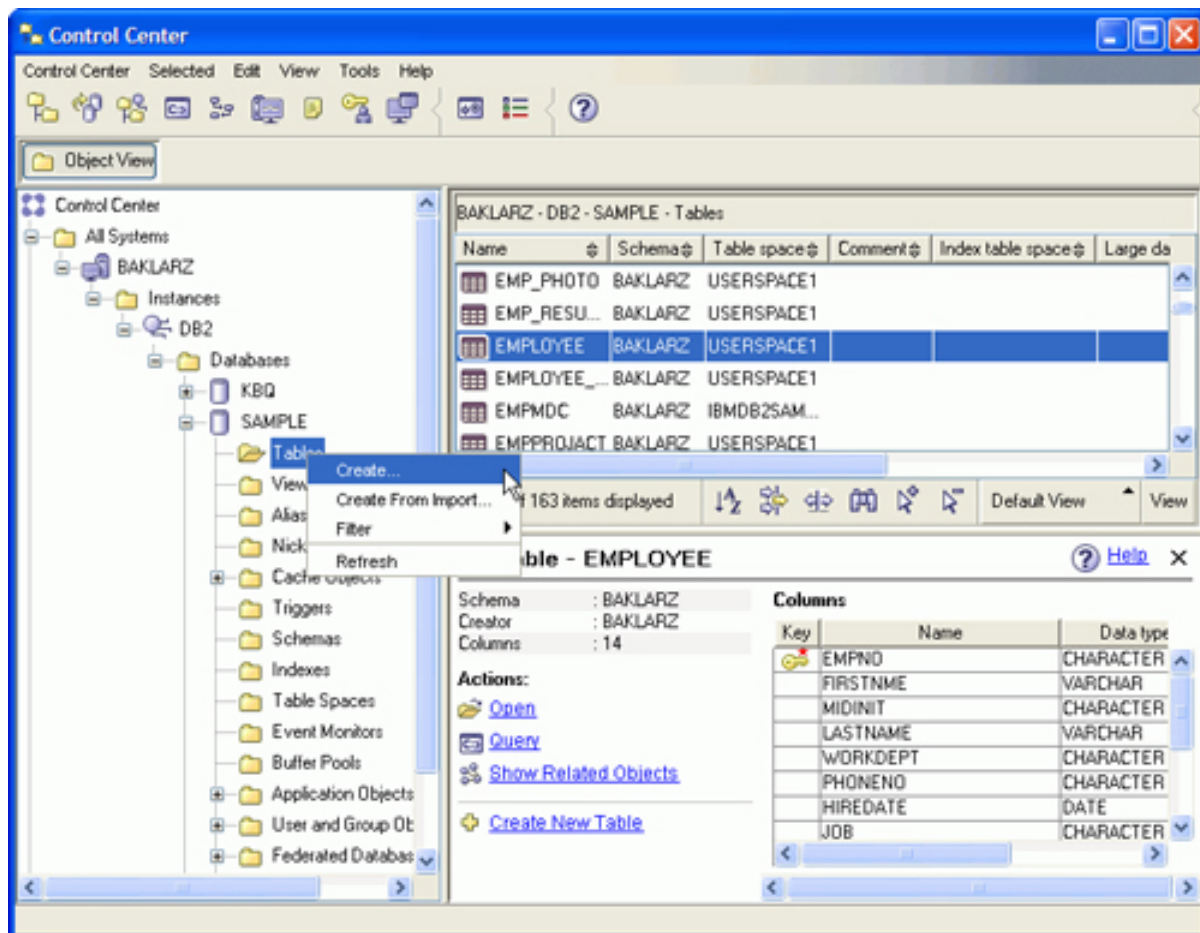 Control Center
Control Center Selected Edit View Tools Help
Object View
Control Center
All Systems
BAKLARZ
Instances
DB2
Databases
KBQ
SAMPLE
Tables
View
Alias
Nick
Cache Objects
Triggers
Schemas
Indexes
Table Spaces
Event Monitors
Buffer Pools
Application Objects
User and Group Ob
Federated Databas
Create...
Create From Import...
Filter
Refresh
BAKLARZ - DB2 - SAMPLE - Tables
Name Schema Table space Comment Index table space Large da
EMP_PHOTO BAKLARZ USERSPACE1
EMP_RESU... BAKLARZ USERSPACE1
EMPLOYEE BAKLARZ USERSPACE1
EMPLOYEE_... BAKLARZ USERSPACE1
EMPMDC BAKLARZ IBMDB2SAM...
EMPPROJACT BAKLARZ USERSPACE1
of 163 items displayed Default View View
ble - EMPLOYEE Help
Schema : BAKLARZ
Creator : BAKLARZ
Columns : 14
Actions:
Open
Query
Show Related Objects
Create New Table
Columns
Key Name Data type
EMPNO CHARACTER
FIRSTNME VARCHAR
MIDINIT CHARACTER
LASTNAME VARCHAR
WORKDEPT CHARACTER
PHONENO CHARACTER
HIREDATE DATE
JOB CHARACTER